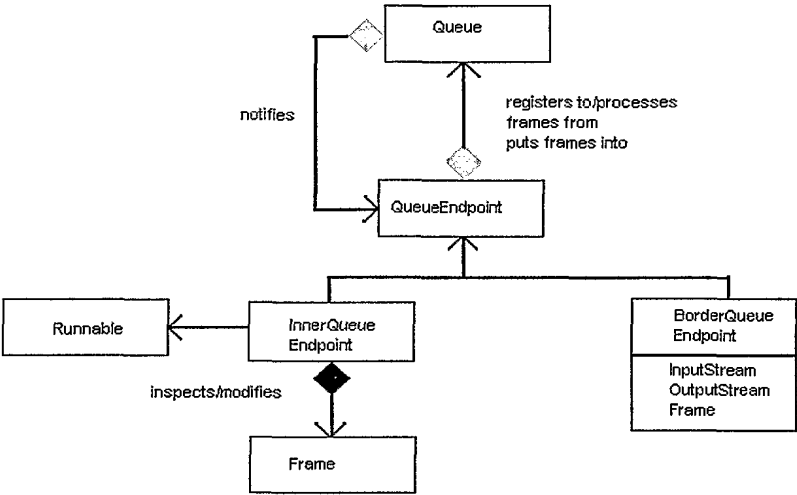 Queue
notifies
registers to/processes
frames from
puts frames into
QueueEndpoint
Runnable
InnerQueue
Endpoint
BorderQueue
Endpoint
InputStream
OutputStream
Frame
inspects/modifies
Frame